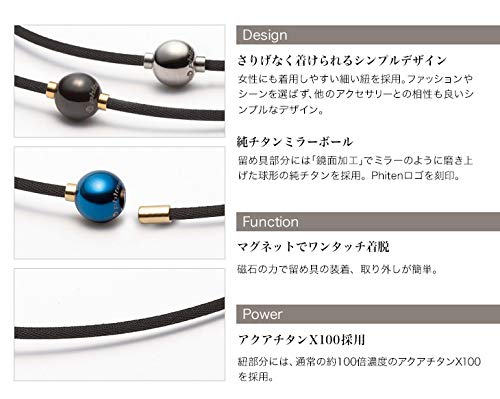 Design
さりげなく着けられるシンプルデザイン
女性にも着用しやすい細い紐を採用。ファッションや
シーンを選ばず、他のアクセサリーとの相性も良いシ
ンプルなデザイン。
純チタンミラーボール
留め具部分には「鏡面加工」でミラーのように磨き上
げた球形の純チタンを採用。Phitenロゴを刻印。
Function
マグネットでワンタッチ着脱
磁石の力で留め具の装着、取り外しが簡単。
Power
アクアチタンX100採用
紐部分には、通常の約100倍濃度のアクアチタンX100
を採用。